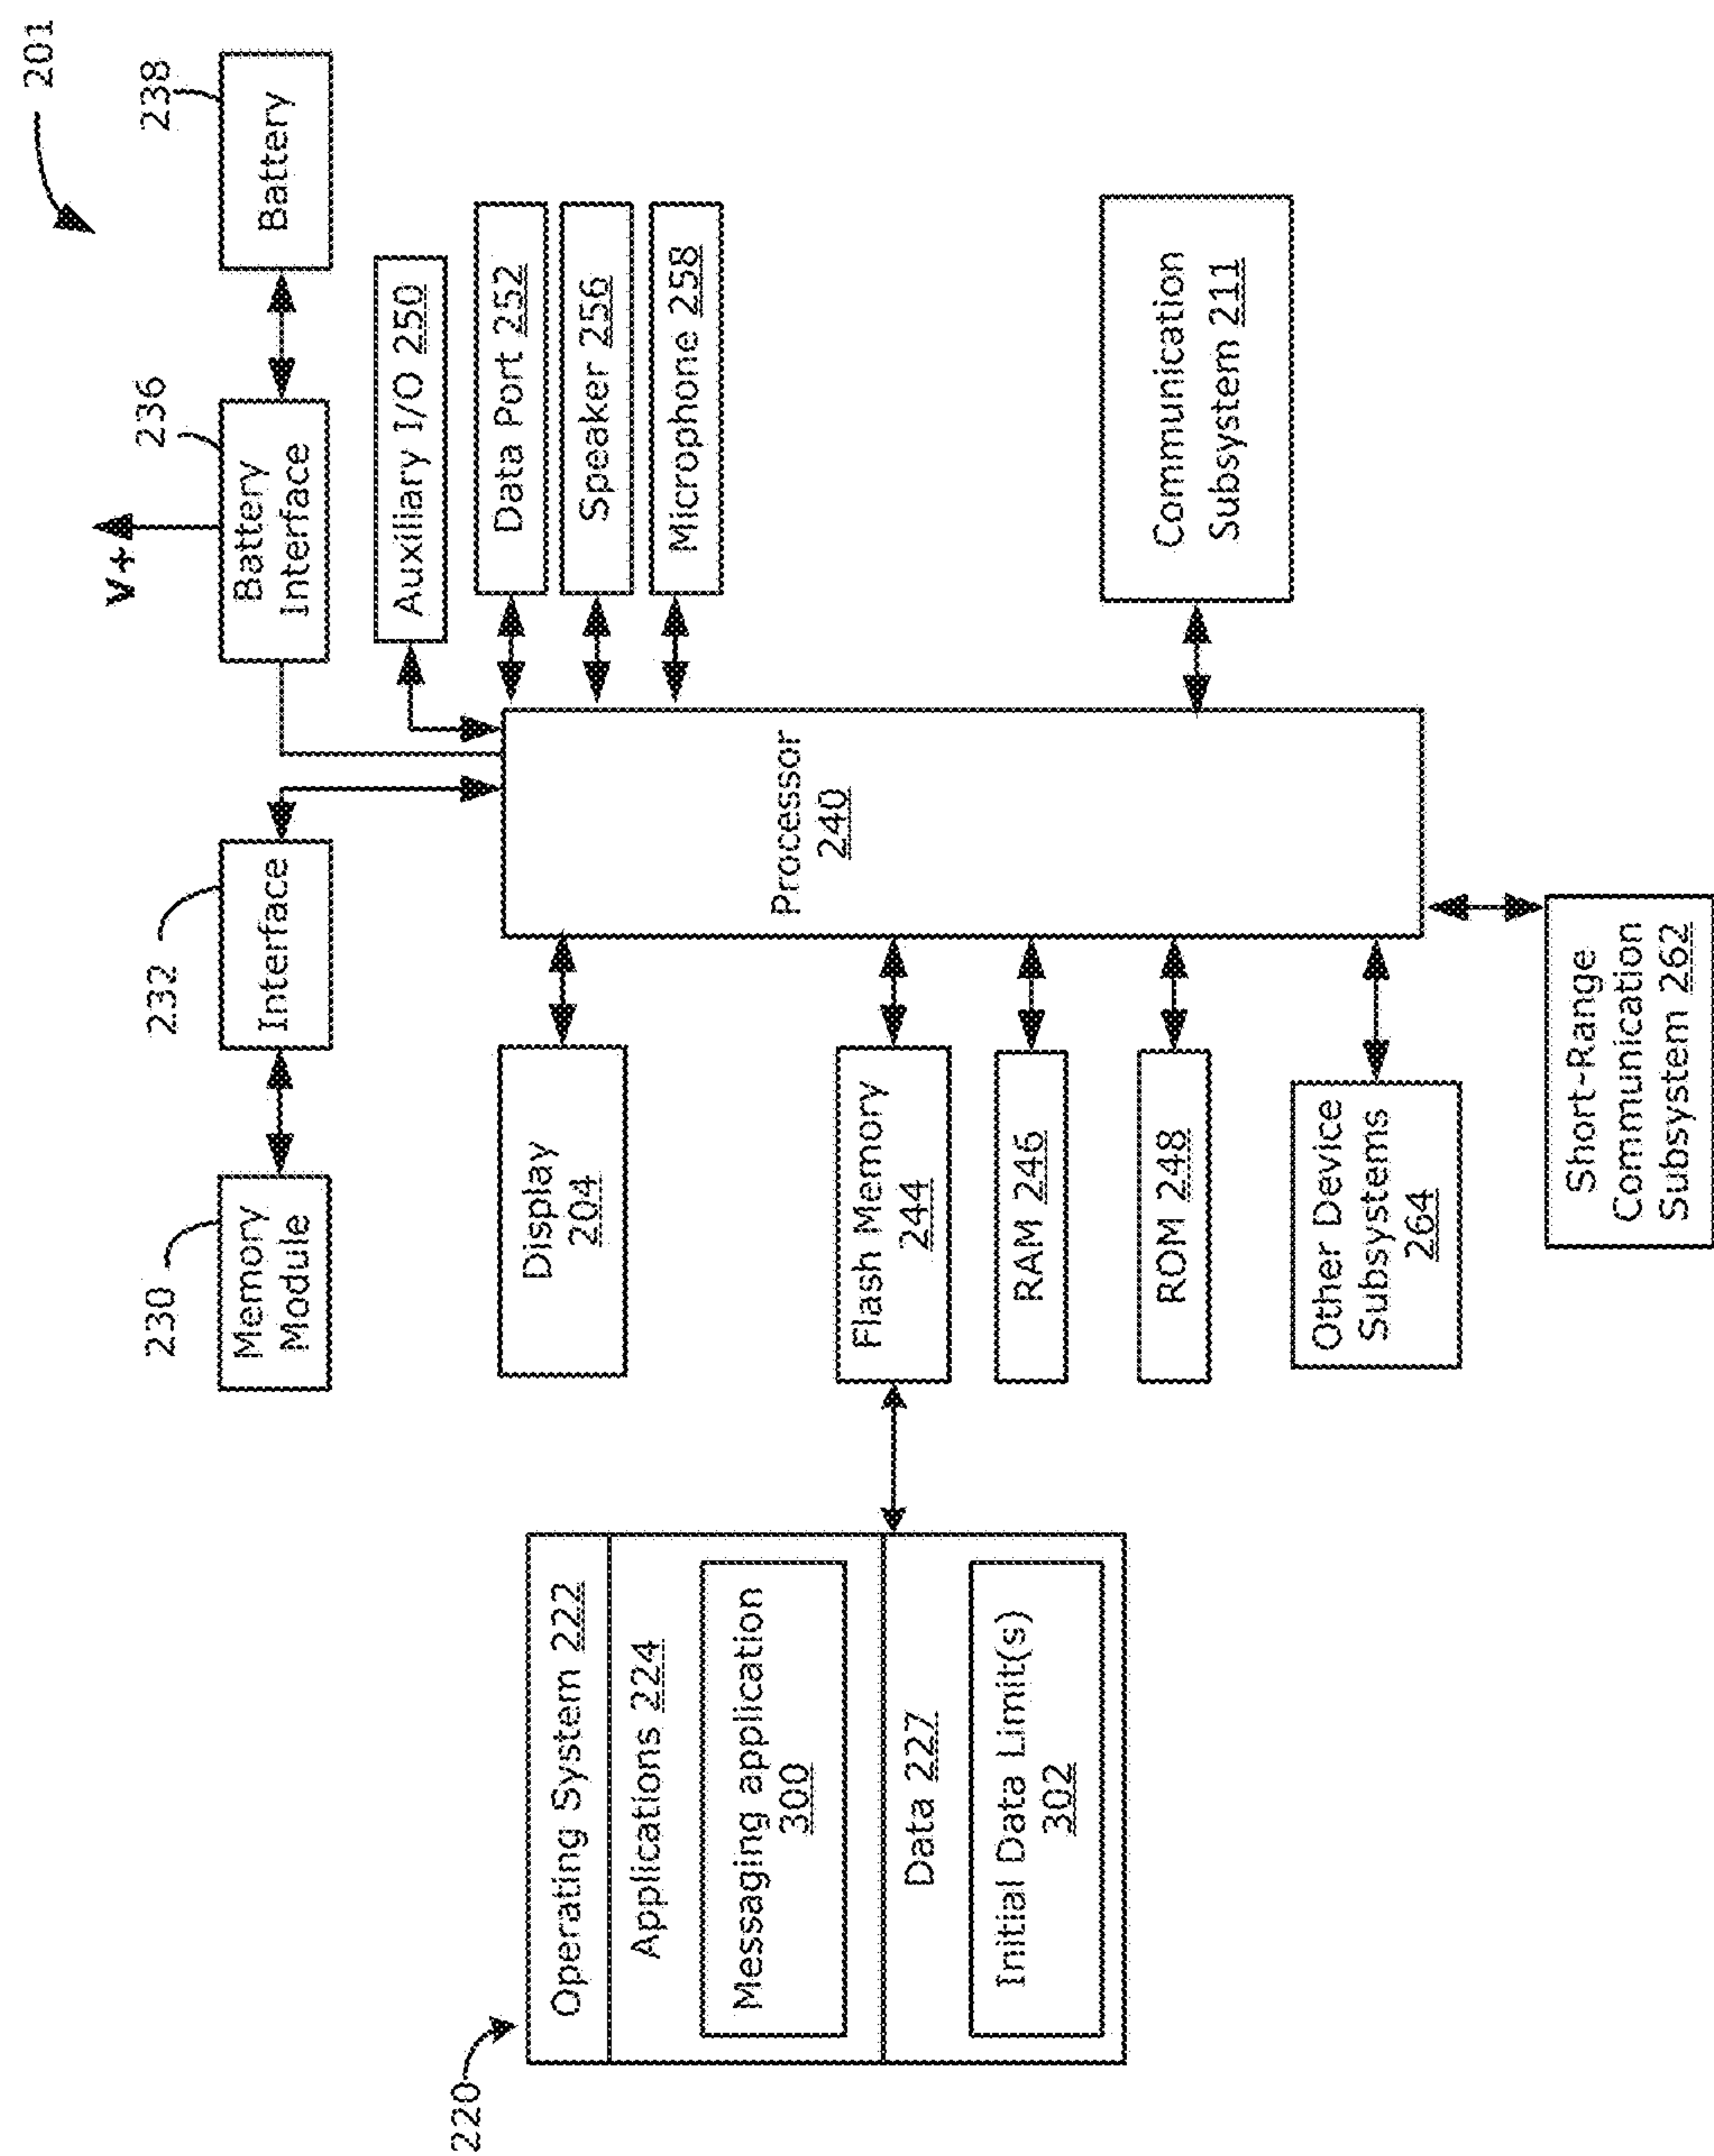 201
230
Memory
Module
232
Interface
V+
236
Battery
Interface
238
Battery
Auxiliary I/O 250
Data Port 252
Speaker 256
Microphone 258
Display
204
Processor
240
220
Operating System 222
Applications 224
Messaging application
300
Data 227
Initial Data Limit(s)
302
Flash Memory
244
RAM 246
ROM 248
Other Device
Subsystems
264
Communication
Subsystem 211
Short-Range
Communication
Subsystem 262